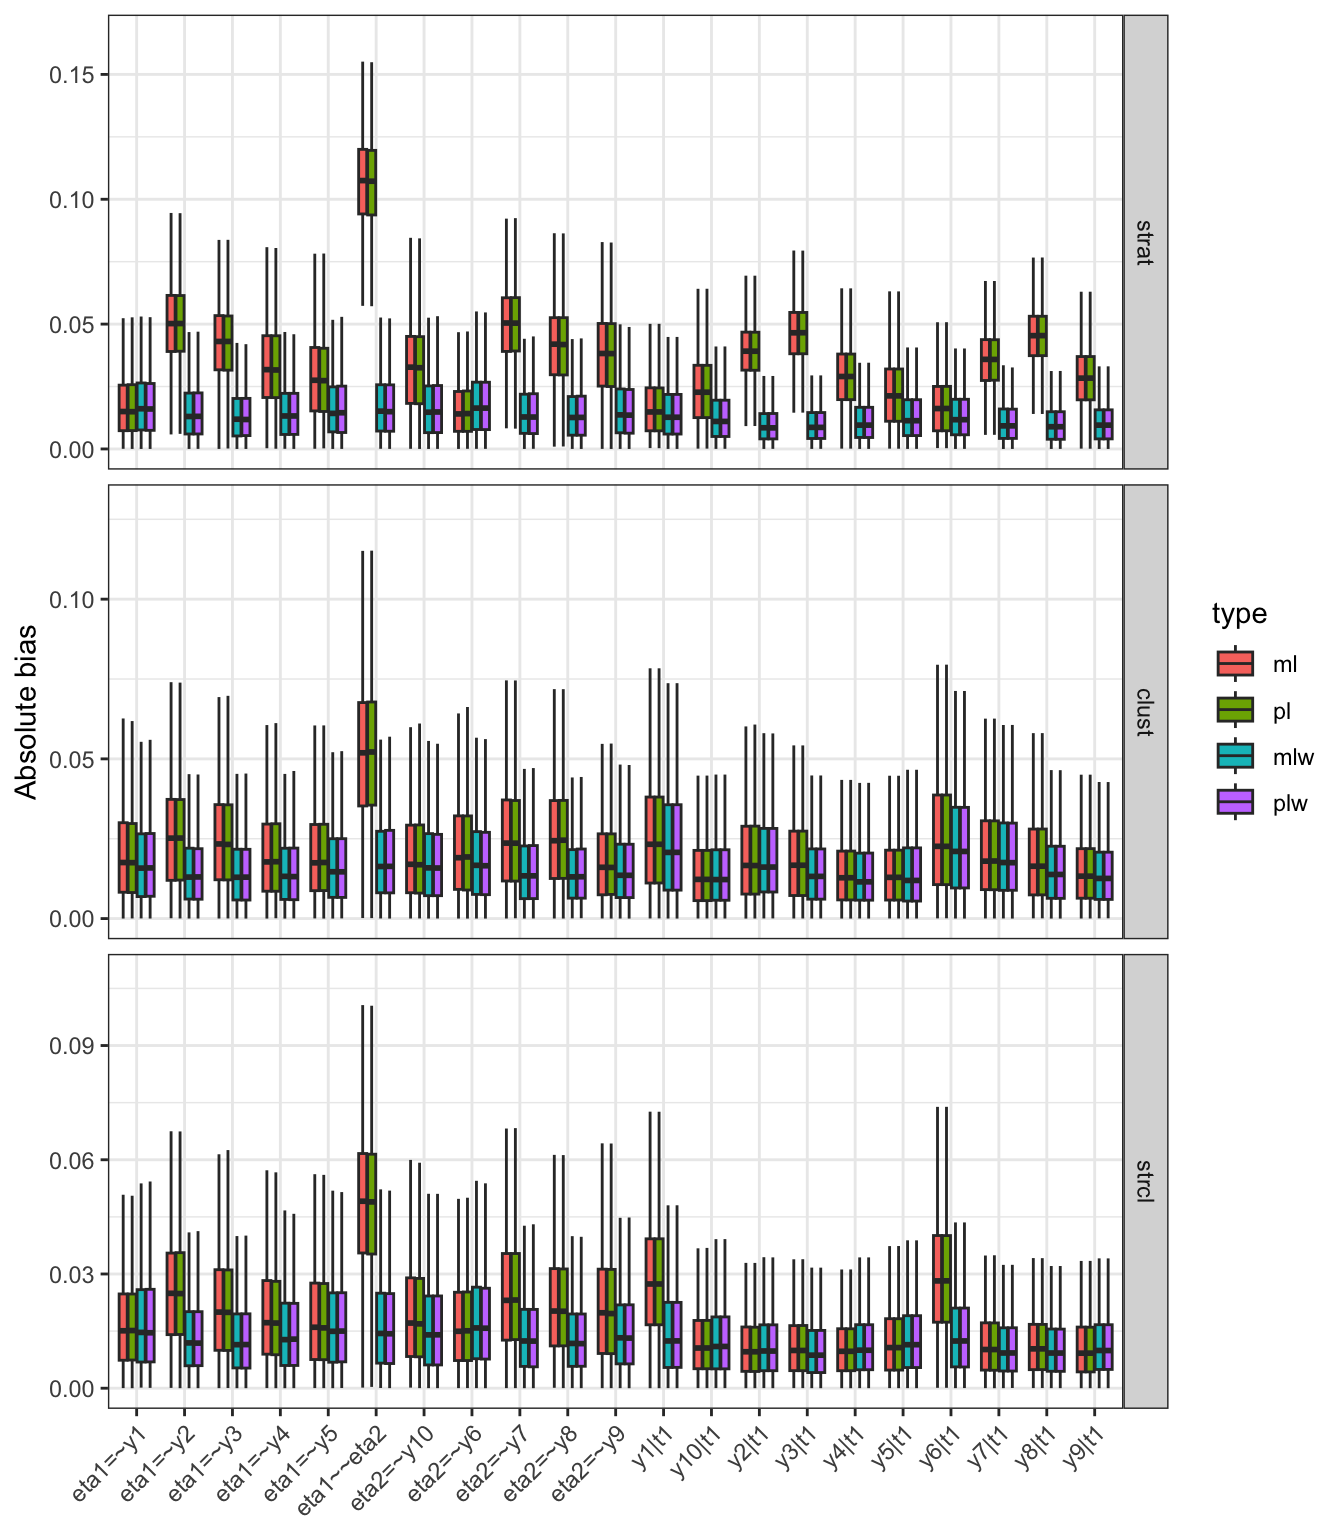 0.15
0.10
0.05
0.00
strat
0.10
0.05
0.00
clust
0.09
0.06
0.03
0.00
strcl
Absolute bias
eta1=~y1
eta1=~y2
eta1=~y3
eta1=~y4
eta1=~y5
eta1~~eta2
eta2=~y10
eta2=~y6
eta2=~y7
eta2=~y8
eta2=~y9
y1|t1
y10|t1
y2|t1
y3|t1
y4|t1
y5|t1
y6|t1
y7|t1
y8|t1
y9|t1
type
ml
pl
mlw
plw